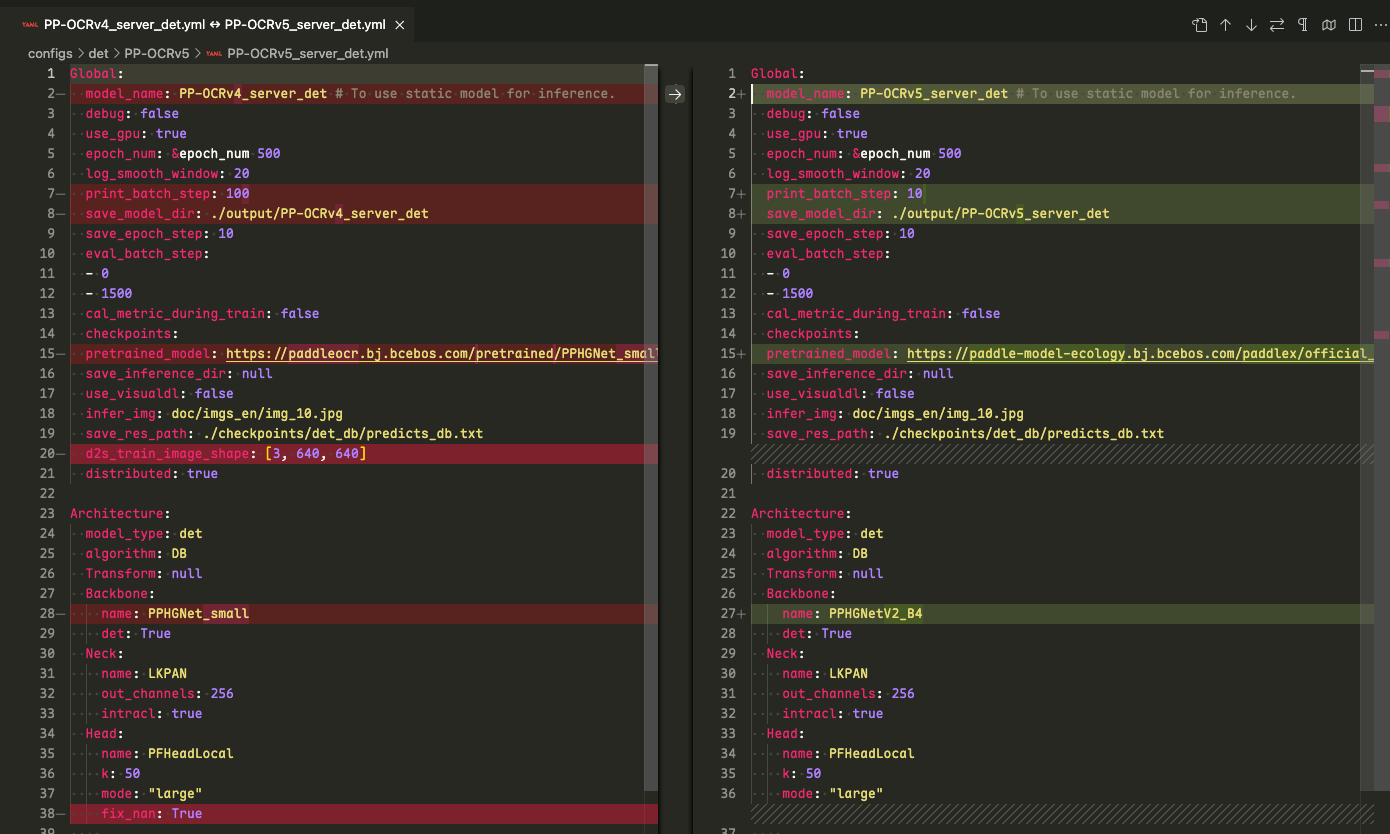 YAML PP-OCRv4_server_det.yml ↔ PP-OCRv5_server_det.yml
configs > det > PP-OCRv5 > YAML PP-OCRv5_server_det.yml
1 Global:
2- model_name: PP-OCRv4_server_det # To use static model for inference.
3 debug: false
4 use_gpu: true
5 epoch_num: &epoch_num 500
6 log_smooth_window: 20
7- print_batch_step: 100
8- save_model_dir: ./output/PP-OCRv4_server_det
9 save_epoch_step: 10
10 eval_batch_step:
11 - 0
12 - 1500
13 cal_metric_during_train: false
14 checkpoints:
15- pretrained_model: https://paddleocr.bj.bcebos.com/pretrained/PPHGNet_small
16 save_inference_dir: null
17 use_visualdl: false
18 infer_img: doc/imgs_en/img_10.jpg
19 save_res_path: ./checkpoints/det_db/predicts_db.txt
20- d2s_train_image_shape: [3, 640, 640]
21 distributed: true
22
23 Architecture:
24 model_type: det
25 algorithm: DB
26 Transform: null
27 Backbone:
28- name: PPHGNet_small
29 det: True
30 Neck:
31 name: LKPAN
32 out_channels: 256
33 intracl: true
34 Head:
35 name: PFHeadLocal
36 k: 50
37 mode: "large"
38- fix_nan: True
39
1 Global:
2+ model_name: PP-OCRv5_server_det # To use static model for inference.
3 debug: false
4 use_gpu: true
5 epoch_num: &epoch_num 500
6 log_smooth_window: 20
7+ print_batch_step: 10
8+ save_model_dir: ./output/PP-OCRv5_server_det
9 save_epoch_step: 10
10 eval_batch_step:
11 - 0
12 - 1500
13 cal_metric_during_train: false
14 checkpoints:
15+ pretrained_model: https://paddle-model-ecology.bj.bcebos.com/paddlex/official_
16 save_inference_dir: null
17 use_visualdl: false
18 infer_img: doc/imgs_en/img_10.jpg
19 save_res_path: ./checkpoints/det_db/predicts_db.txt
20 distributed: true
21
22 Architecture:
23 model_type: det
24 algorithm: DB
25 Transform: null
26 Backbone:
27+ name: PPHGNetV2_B4
28 det: True
29 Neck:
30 name: LKPAN
31 out_channels: 256
32 intracl: true
33 Head:
34 name: PFHeadLocal
35 k: 50
36 mode: "large"
37